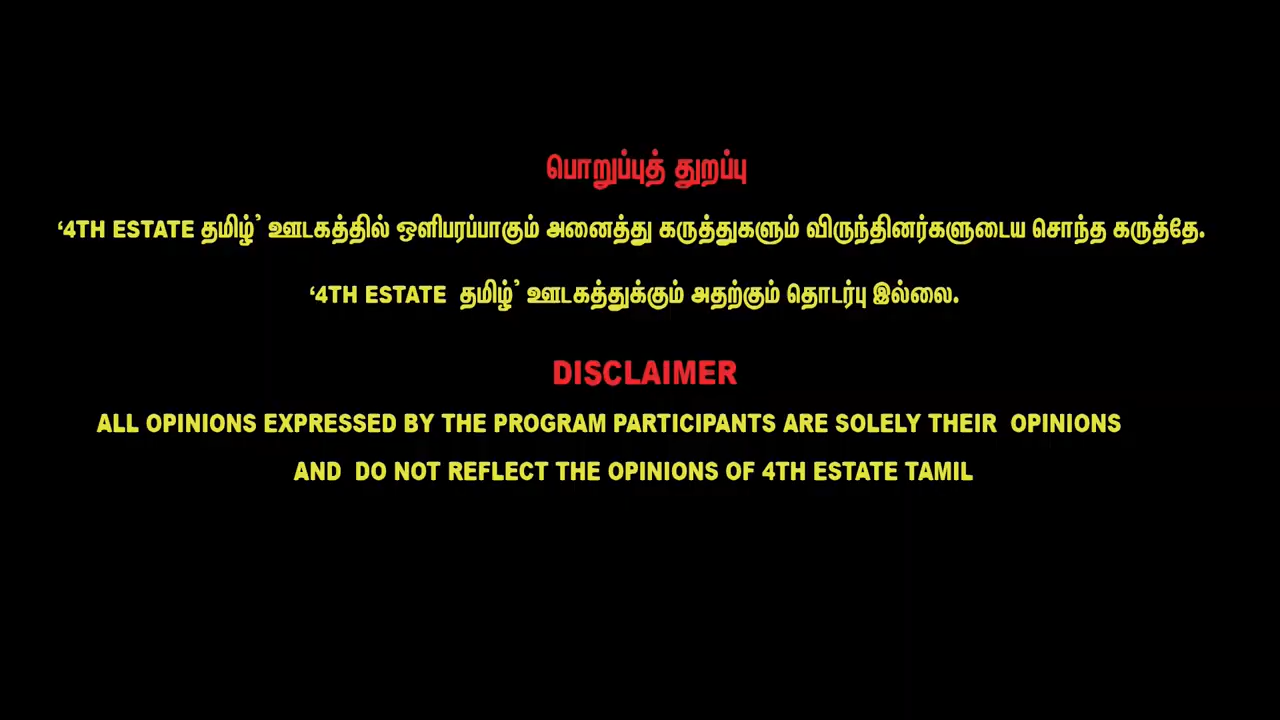 பொறுப்புத் துறப்பு
‘4TH ESTATE தமிழ்’ ஊடகத்தில் ஒளிபரப்பாகும் அனைத்து கருத்துகளும் விருந்தினர்களுடைய சொந்த கருத்தே.
‘4TH ESTATE தமிழ்’ ஊடகத்துக்கும் அதற்கும் தொடர்பு இல்லை.
DISCLAIMER
ALL OPINIONS EXPRESSED BY THE PROGRAM PARTICIPANTS ARE SOLELY THEIR OPINIONS
AND DO NOT REFLECT THE OPINIONS OF 4TH ESTATE TAMIL